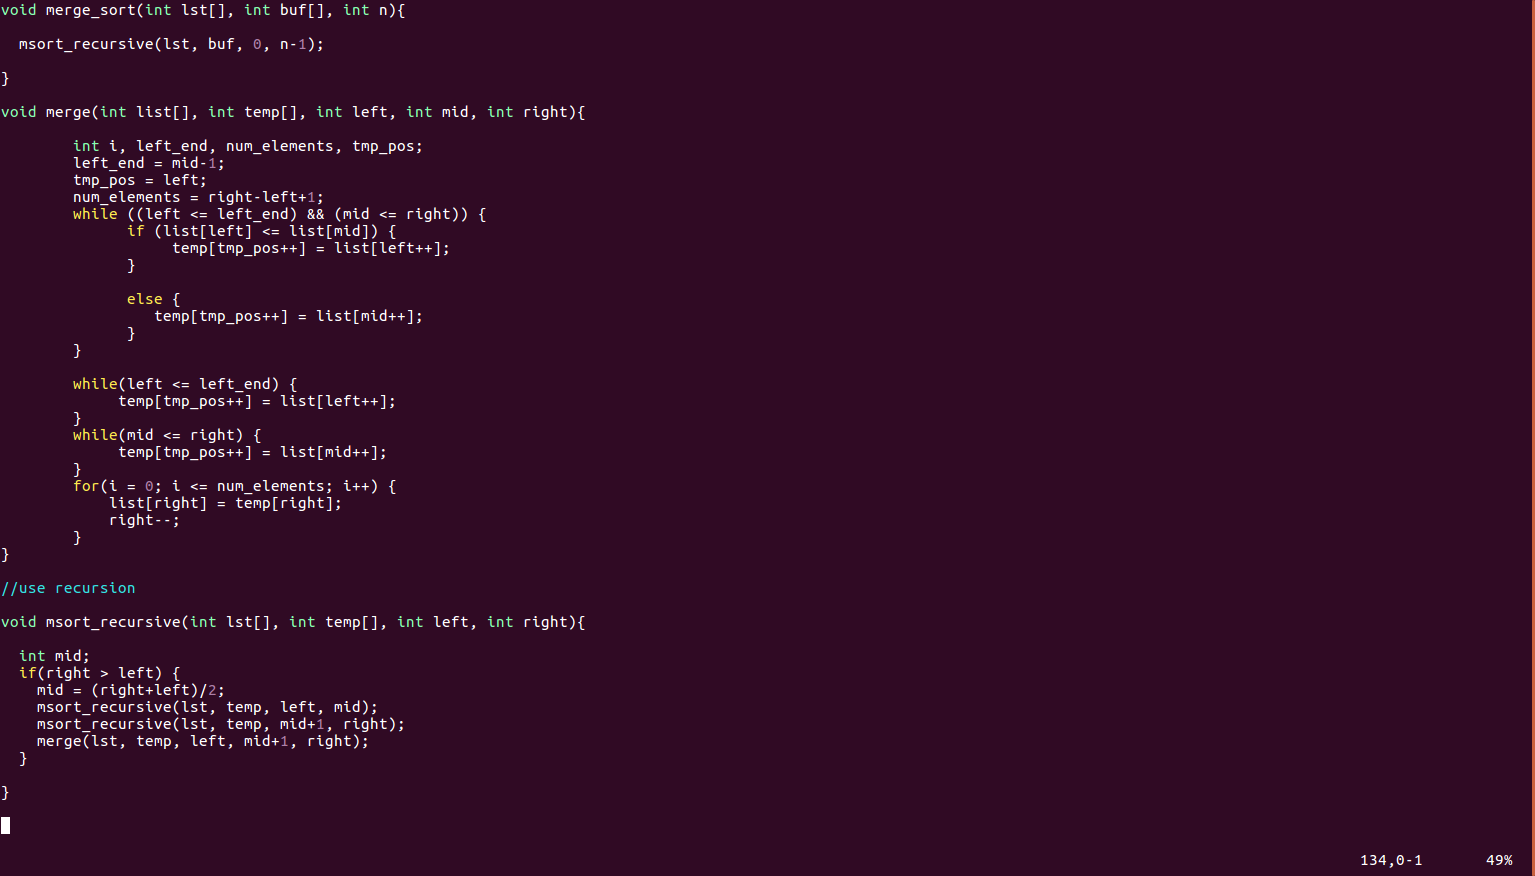 void merge_sort(int lst[], int buf[], int n){
  msort_recursive(lst, buf, 0, n-1);
}
void merge(int list[], int temp[], int left, int mid, int right){
        int i, left_end, num_elements, tmp_pos;
        left_end = mid-1;
        tmp_pos = left;
        num_elements = right-left+1;
        while ((left <= left_end) && (mid <= right)) {
              if (list[left] <= list[mid]) {
                   temp[tmp_pos++] = list[left++];
              }
              else {
                 temp[tmp_pos++] = list[mid++];
              }
        }
        while(left <= left_end) {
             temp[tmp_pos++] = list[left++];
        }
        while(mid <= right) {
             temp[tmp_pos++] = list[mid++];
        }
        for(i = 0; i <= num_elements; i++) {
            list[right] = temp[right];
            right--;
        }
}
//use recursion
void msort_recursive(int lst[], int temp[], int left, int right){
  int mid;
  if(right > left) {
    mid = (right+left)/2;
    msort_recursive(lst, temp, left, mid);
    msort_recursive(lst, temp, mid+1, right);
    merge(lst, temp, left, mid+1, right);
  }
}
134,0-1 49%